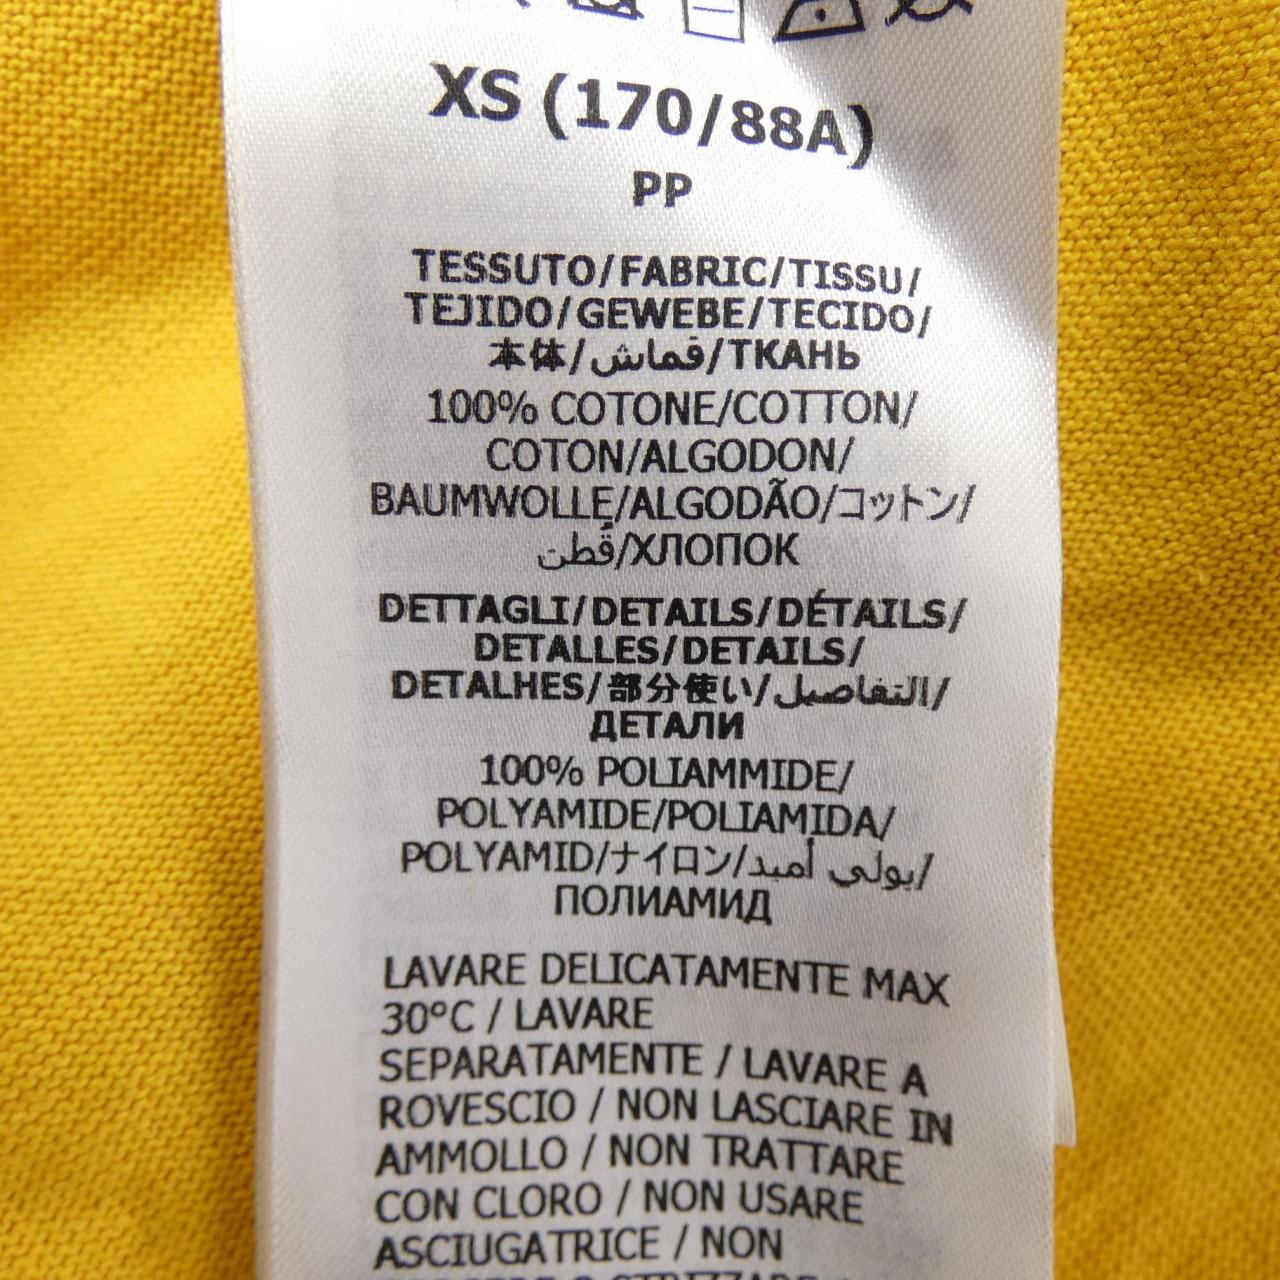 XS (170/88A)
PP
TESSUTO/FABRIC/TISSU/
TEJIDO/GEWEBE/TECIDO/
本体/قماش/ТКАНЬ
100% COTONE/COTTON/
COTON/ALGODON/
BAUMWOLLE/ALGODÃO/コットン/
قُطن/ХЛОПОК
DETTAGLI/DETAILS/DÉTAILS/
DETALLES/DETAILS/
DETALHES/部分使い/التفاصيل/
ДЕТАЛИ
100% POLIAMMIDE/
POLYAMIDE/POLIAMIDA/
POLYAMID/ナイロン/بولي أميد/
ПОЛИАМИД
LAVARE DELICATAMENTE MAX
30°C / LAVARE
SEPARATAMENTE / LAVARE A
ROVESCIO / NON LASCIARE IN
AMMOLLO / NON TRATTARE
CON CLORO / NON USARE
ASCIUGATRICE / NON